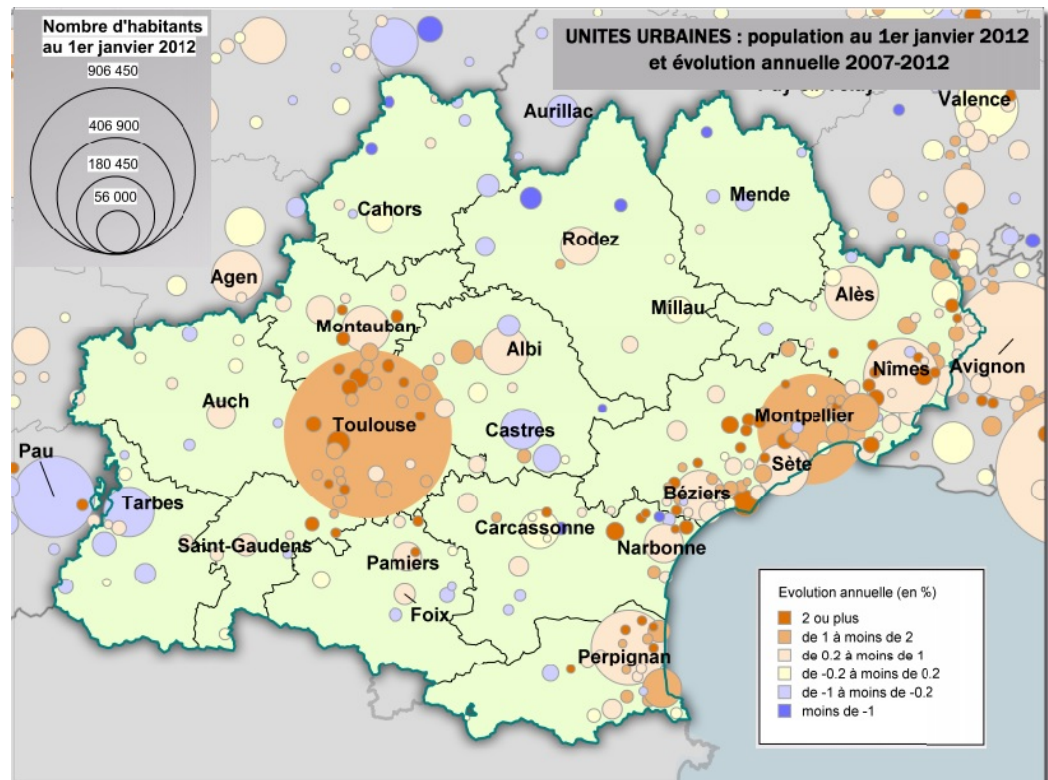 Nombre d'habitants
au 1er janvier 2012
906 450
406 900
180 450
56 000
UNITES URBAINES : population au 1er janvier 2012
et évolution annuelle 2007-2012
Valence
Aurillac
Mende
Cahors
Rodez
Agen
Millau
Alès
Montauban
Albi
Nîmes
Avignon
Auch
Toulouse
Montpellier
Castres
Pau
Sète
Tarbes
Béziers
Carcassonne
Saint-Gaudens
Narbonne
Pamiers
Foix
Perpignan
Evolution annuelle (en %)
2 ou plus
de 1 à moins de 2
de 0.2 à moins de 1
de -0.2 à moins de 0.2
de -1 à moins de -0.2
moins de -1